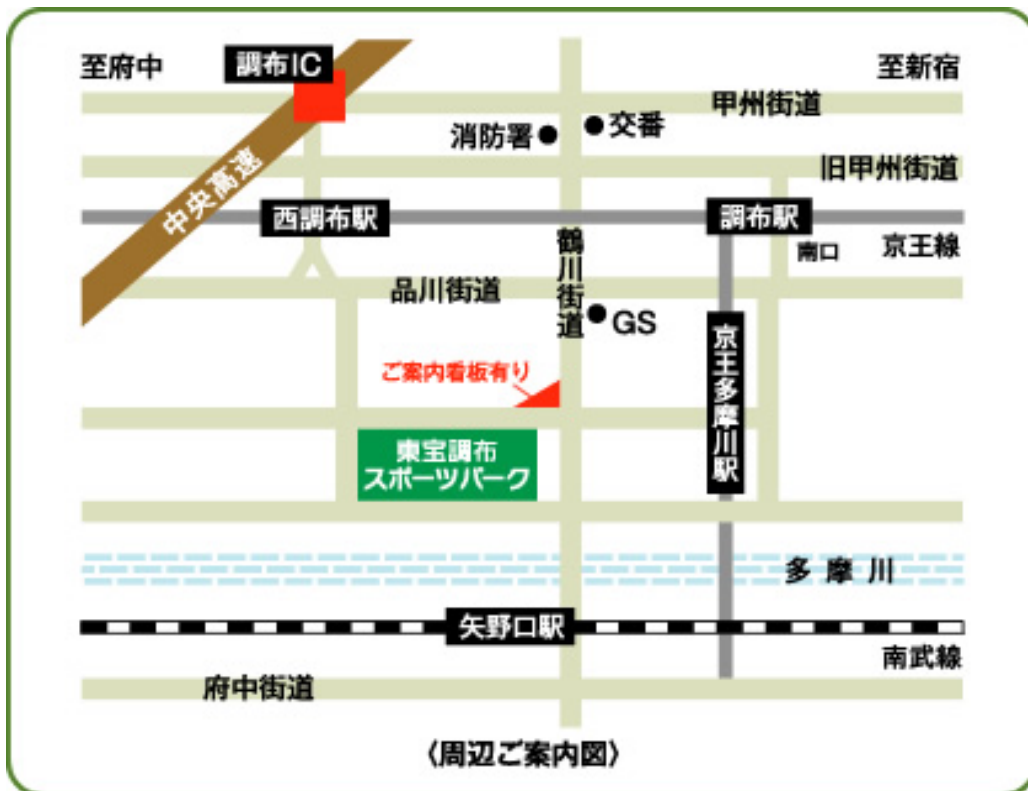 至府中
調布IC
至新宿
甲州街道
消防署
交番
旧甲州街道
中央高速
西調布駅
調布駅
南口
京王線
鶴川街道
品川街道
GS
京王多摩川駅
ご案内看板有り
東宝調布
スポーツパーク
多摩川
矢野口駅
南武線
府中街道
〈周辺ご案内図〉